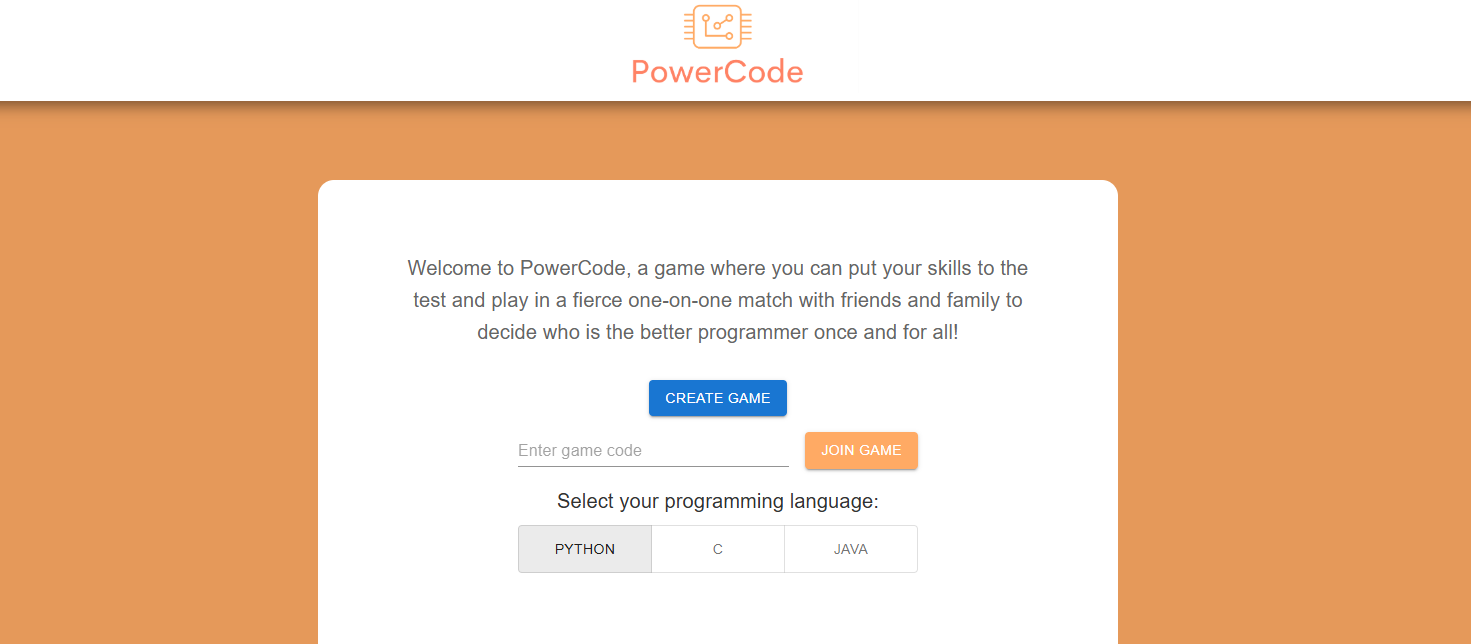 PowerCode
Welcome to PowerCode, a game where you can put your skills to the
test and play in a fierce one-on-one match with friends and family to
decide who is the better programmer once and for all!
CREATE GAME
Enter game code
JOIN GAME
Select your programming language:
PYTHON
C
JAVA